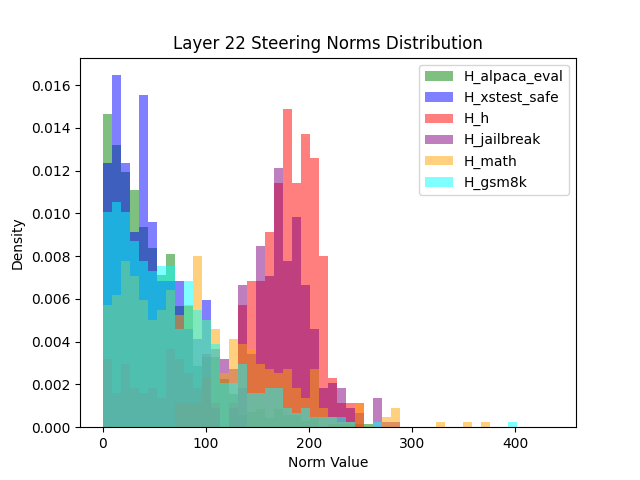 Layer 22 Steering Norms Distribution
H_alpaca_eval
H_xstest_safe
H_h
H_jailbreak
H_math
H_gsm8k
Density
0.016
0.014
0.012
0.010
0.008
0.006
0.004
0.002
0.000
0 100 200 300 400
Norm Value